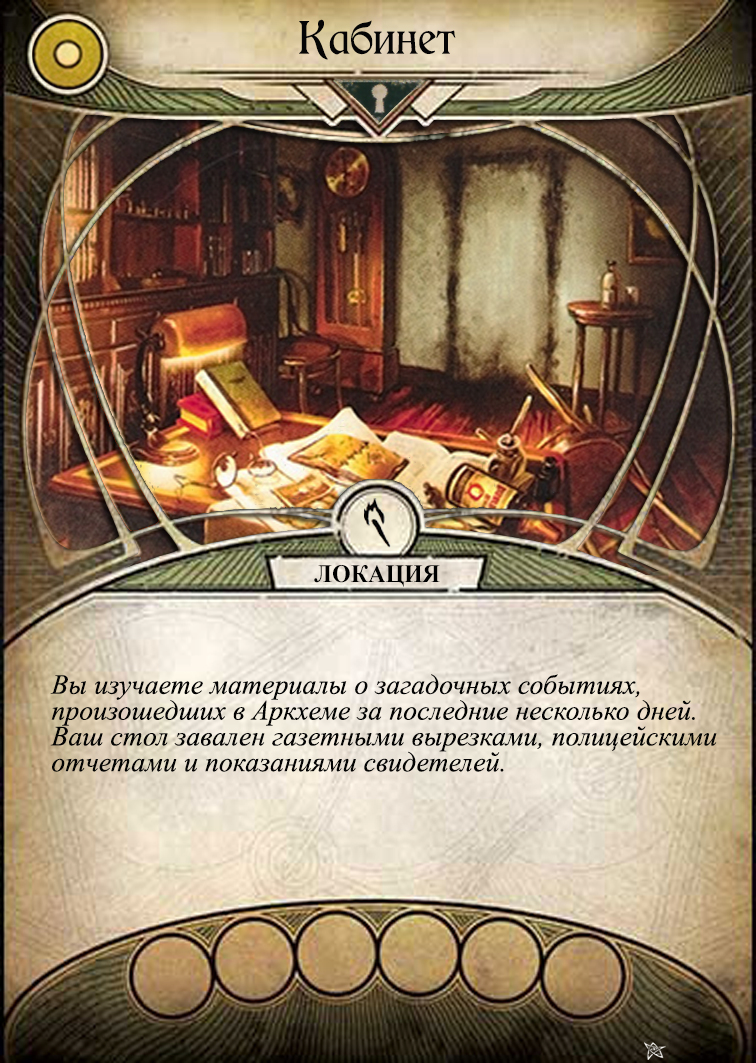 Кабинет
ЛОКАЦИЯ
Вы изучаете материалы о загадочных событиях,
произошедших в Аркхеме за последние несколько дней.
Ваш стол завален газетными вырезками, полицейскими
отчетами и показаниями свидетелей.